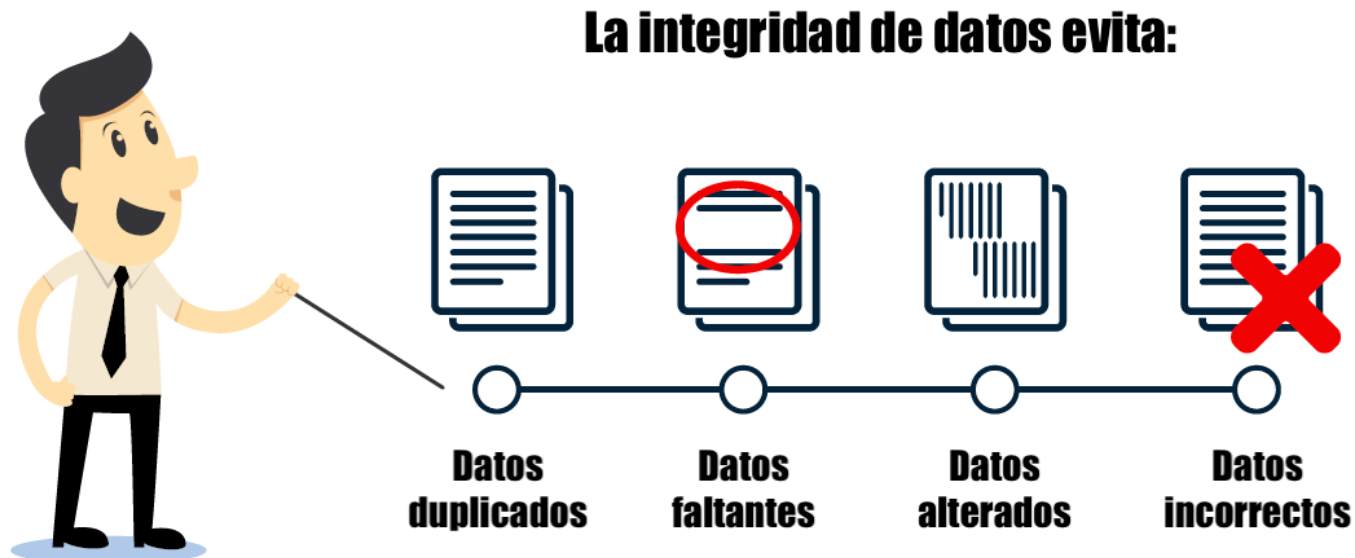 La integridad de datos evita:
Datos
duplicados
Datos
faltantes
Datos
alterados
Datos
incorrectos